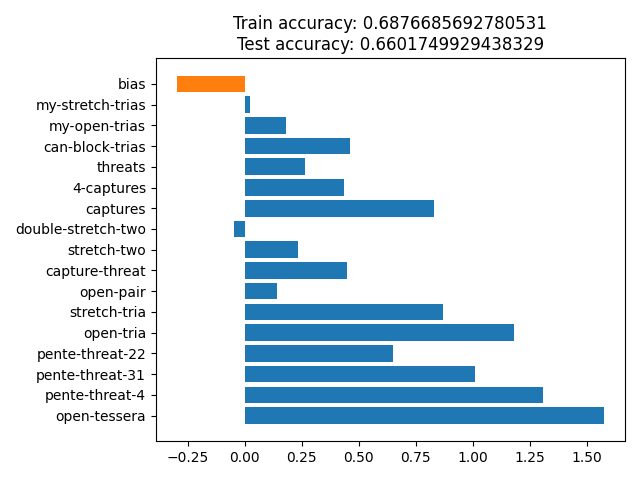 Train accuracy: 0.6876685692780531
Test accuracy: 0.6601749929438329
bias
my-stretch-trias
my-open-trias
can-block-trias
threats
4-captures
captures
double-stretch-two
stretch-two
capture-threat
open-pair
stretch-tria
open-tria
pente-threat-22
pente-threat-31
pente-threat-4
open-tessera
−0.25 0.00 0.25 0.50 0.75 1.00 1.25 1.50